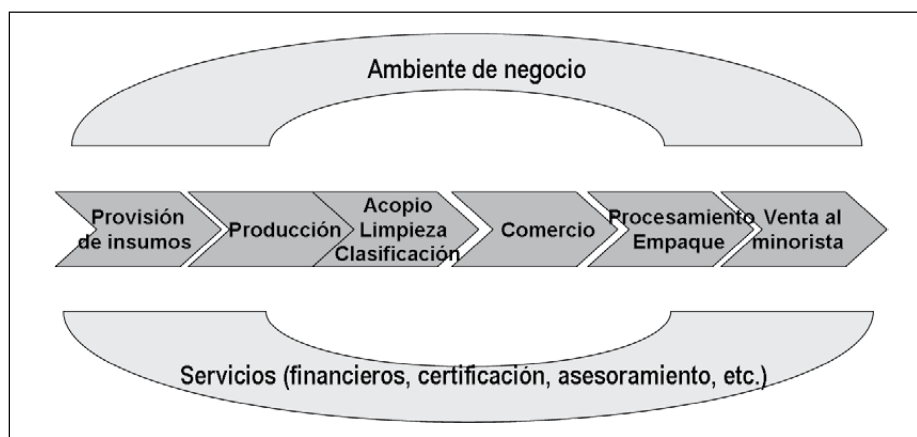 Ambiente de negocio
Provisión
de insumos
Producción
Acopio
Limpieza
Clasificación
Comercio
Procesamiento
Empaque
Venta al
minorista
Servicios (financieros, certificación, asesoramiento, etc.)